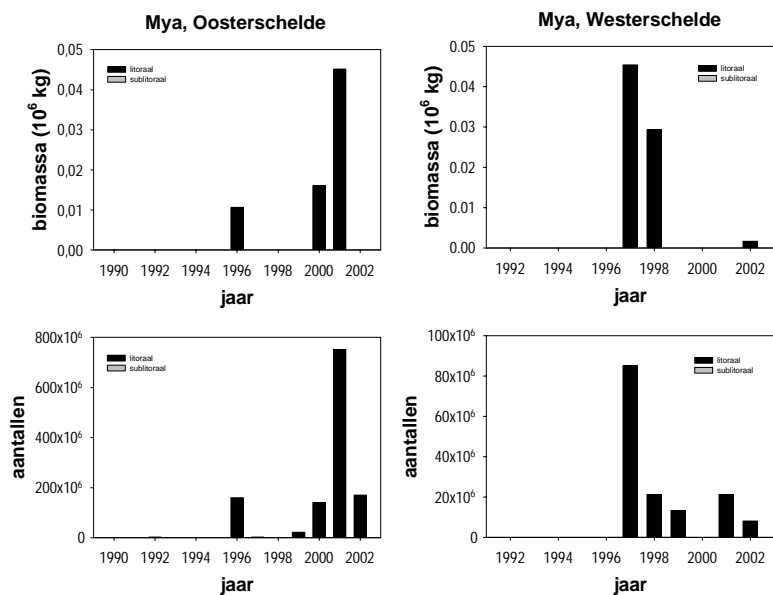 Mya, Oosterschelde
biomassa (10⁶ kg)
0,05
0,04
0,03
0,02
0,01
0,00
litoraal
sublitoraal
1990 1992 1994 1996 1998 2000 2002
jaar
Mya, Westerschelde
biomassa (10⁶ kg)
0.05
0.04
0.03
0.02
0.01
0.00
litoraal
sublitoraal
1992 1994 1996 1998 2000 2002
jaar
aantallen
800x10⁶
600x10⁶
400x10⁶
200x10⁶
0
litoraal
sublitoraal
1990 1992 1994 1996 1998 2000 2002
jaar
aantallen
100x10⁶
80x10⁶
60x10⁶
40x10⁶
20x10⁶
0
litoraal
sublitoraal
1992 1994 1996 1998 2000 2002
jaar